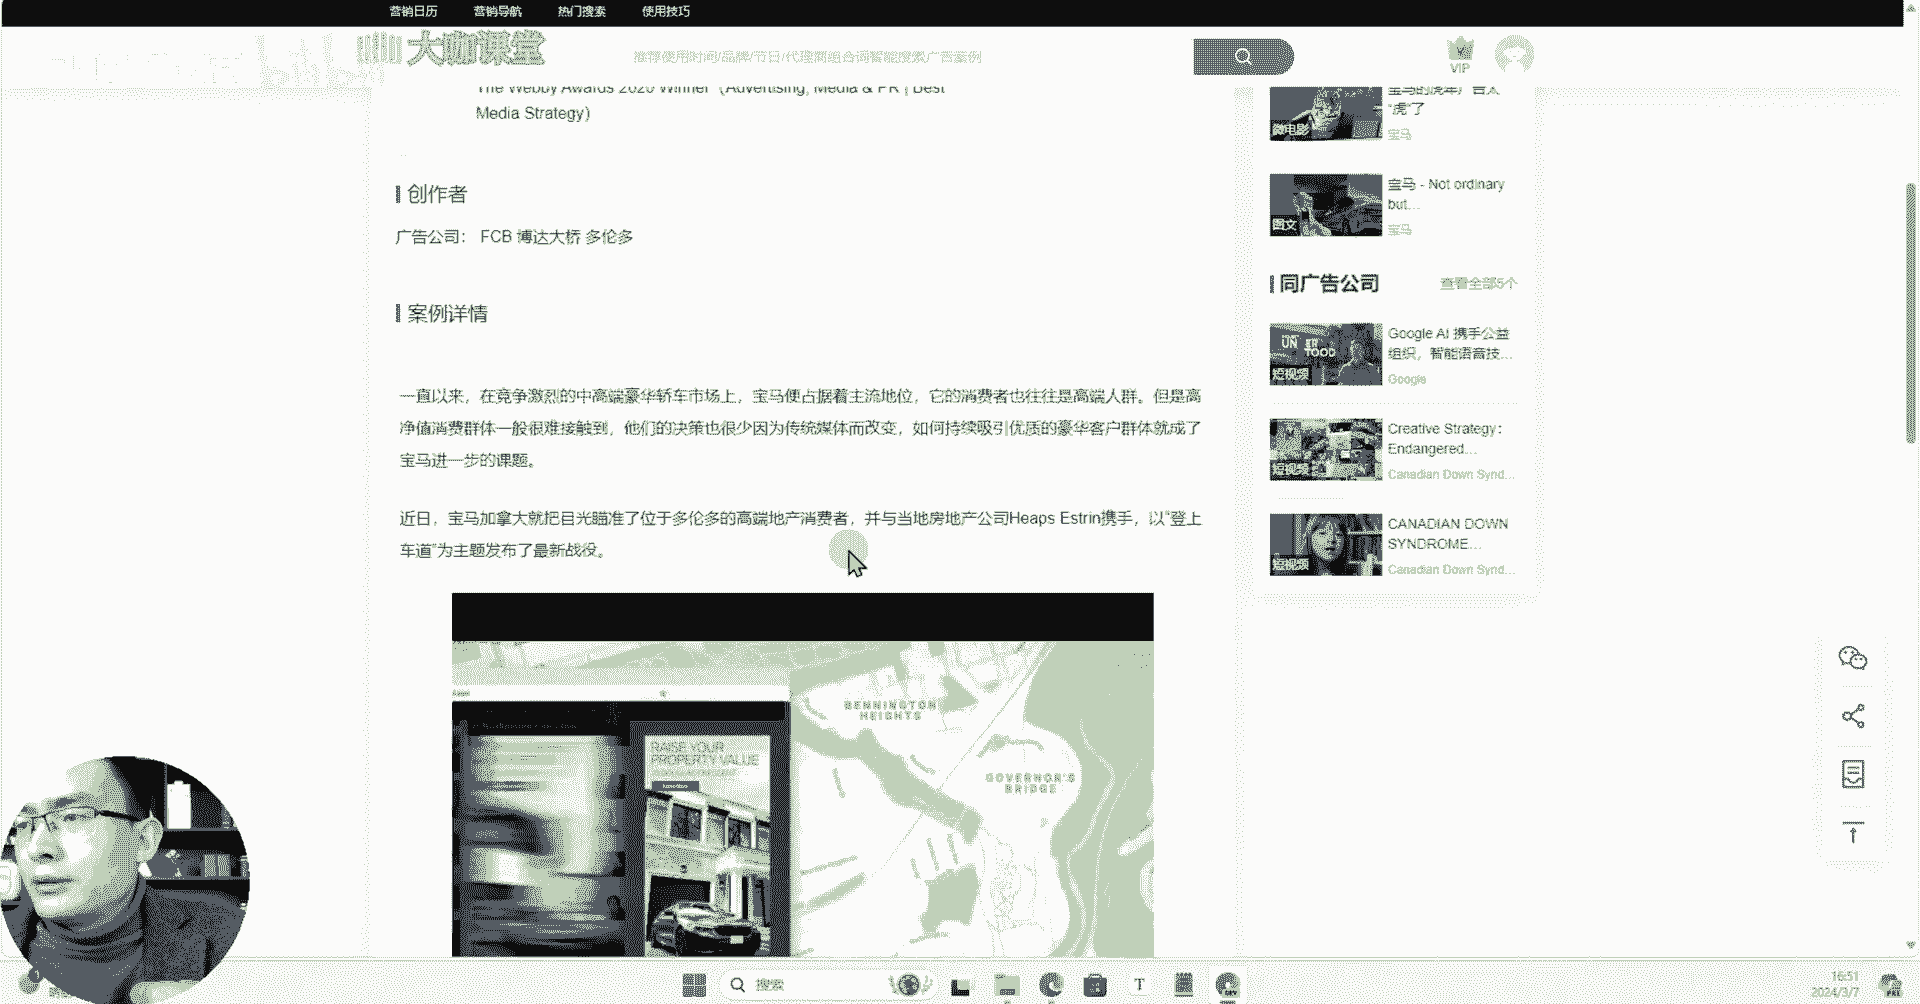 营销日历 营销导航 热门搜索 使用技巧
大咖课堂
推荐使用时间/品牌/节日/代理商组合词智能搜索广告案例
VIP
The Webby Awards 2020 Winner (Advertising, Media & PR | Best
Media Strategy)
创作者
广告公司： FCB 博达大桥 多伦多
案例详情
一直以来，在竞争激烈的中高端豪华轿车市场上，宝马便占据着主流地位，它的消费者也往往是高端人群。但是高
净值消费群体一般很难接触到，他们的决策也很少因为传统媒体而改变，如何持续吸引优质的豪华客户群体就成了
宝马进一步的课题。
近日，宝马加拿大就把目光瞄准了位于多伦多的高端地产消费者，并与当地房地产公司Heaps Estrin携手，以“登上
车道”为主题发布了最新战役。
RAISE YOUR
PROPERTY VALUE
BENNINGTON
HEIGHTS
GOVERNOR'S
BRIDGE
宝马的虎年广告太
“虎”了
微电影
宝马
宝马 - Not ordinary
but...
图文
宝马
同广告公司
查看全部5个
Google AI 携手公益
组织，智能语音技...
短视频
Google
Creative Strategy:
Endangered...
短视频
Canadian Down Synd...
CANADIAN DOWN
SYNDROME...
短视频
Canadian Down Synd...
搜索
16:51
2024/3/7